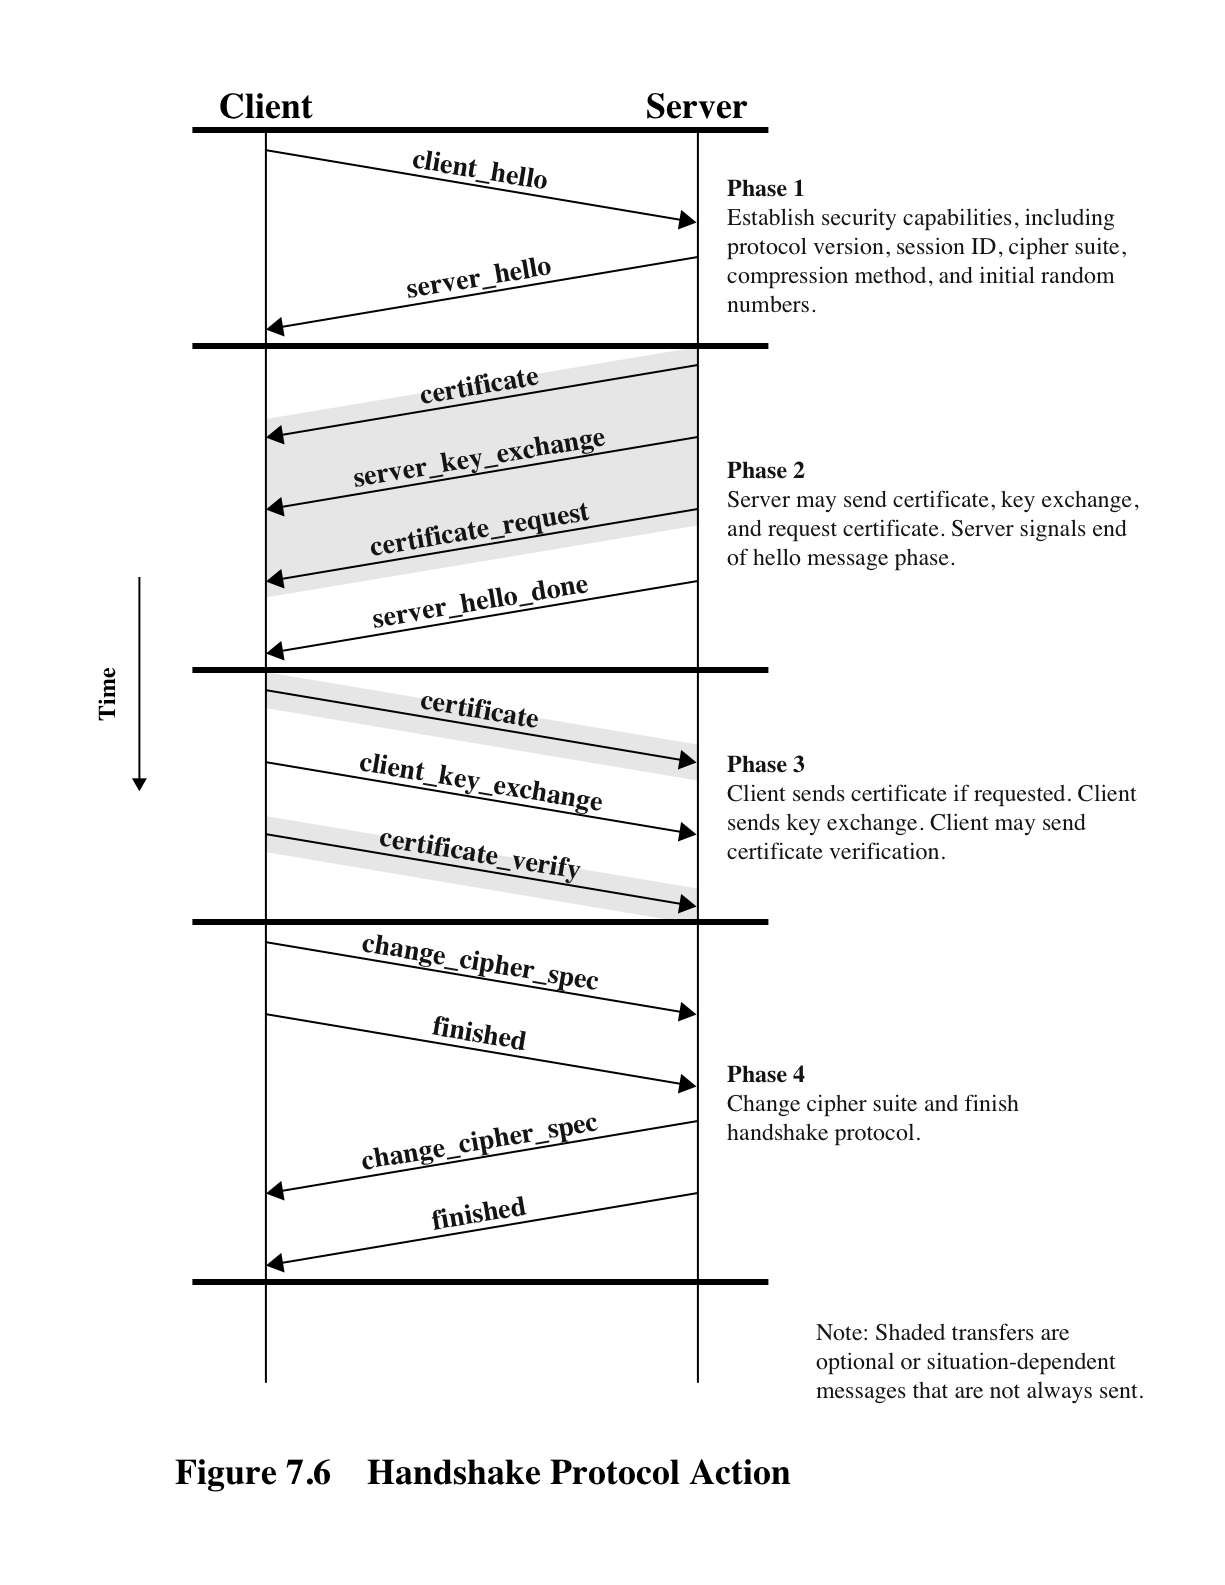 Client
Server
client_hello
Phase 1
Establish security capabilities, including
protocol version, session ID, cipher suite,
compression method, and initial random
numbers.
server_hello
certificate
server_key_exchange
certificate_request
Phase 2
Server may send certificate, key exchange,
and request certificate. Server signals end
of hello message phase.
server_hello_done
Time
certificate
client_key_exchange
certificate_verify
Phase 3
Client sends certificate if requested. Client
sends key exchange. Client may send
certificate verification.
change_cipher_spec
finished
change_cipher_spec
finished
Phase 4
Change cipher suite and finish
handshake protocol.
Note: Shaded transfers are
optional or situation-dependent
messages that are not always sent.
Figure 7.6 Handshake Protocol Action